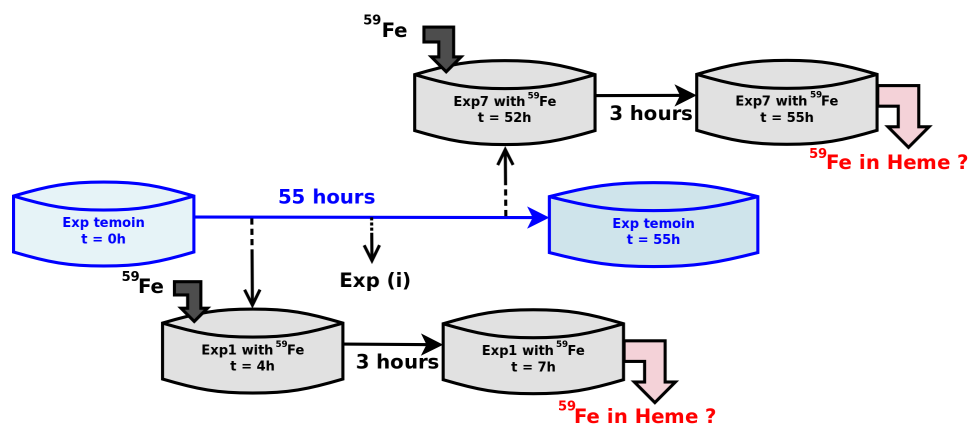 ⁵⁹Fe
Exp7 with ⁵⁹Fe
t = 52h
3 hours
Exp7 with ⁵⁹Fe
t = 55h
⁵⁹Fe in Heme ?
55 hours
Exp temoin
t = 0h
Exp temoin
t = 55h
Exp (i)
⁵⁹Fe
Exp1 with ⁵⁹Fe
t = 4h
3 hours
Exp1 with ⁵⁹Fe
t = 7h
⁵⁹Fe in Heme ?